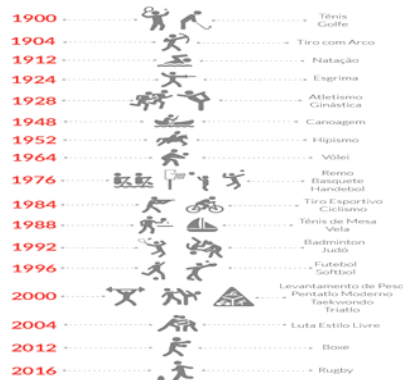 1900
Tênis
Golfe
1904
Tiro com Arco
1912
Natação
1924
Esgrima
1928
Atletismo
Ginástica
1948
Canoagem
1952
Hipismo
1964
Vôlei
1976
Remo
Basquete
Handebol
1984
Tiro Esportivo
Ciclismo
1988
Tênis de Mesa
Vela
1992
Badminton
Judô
1996
Futebol
Softbol
2000
Levantamento de Peso
Pentatlo Moderno
Taekwondo
Triatlo
2004
Luta Estilo Livre
2012
Boxe
2016
Rugby